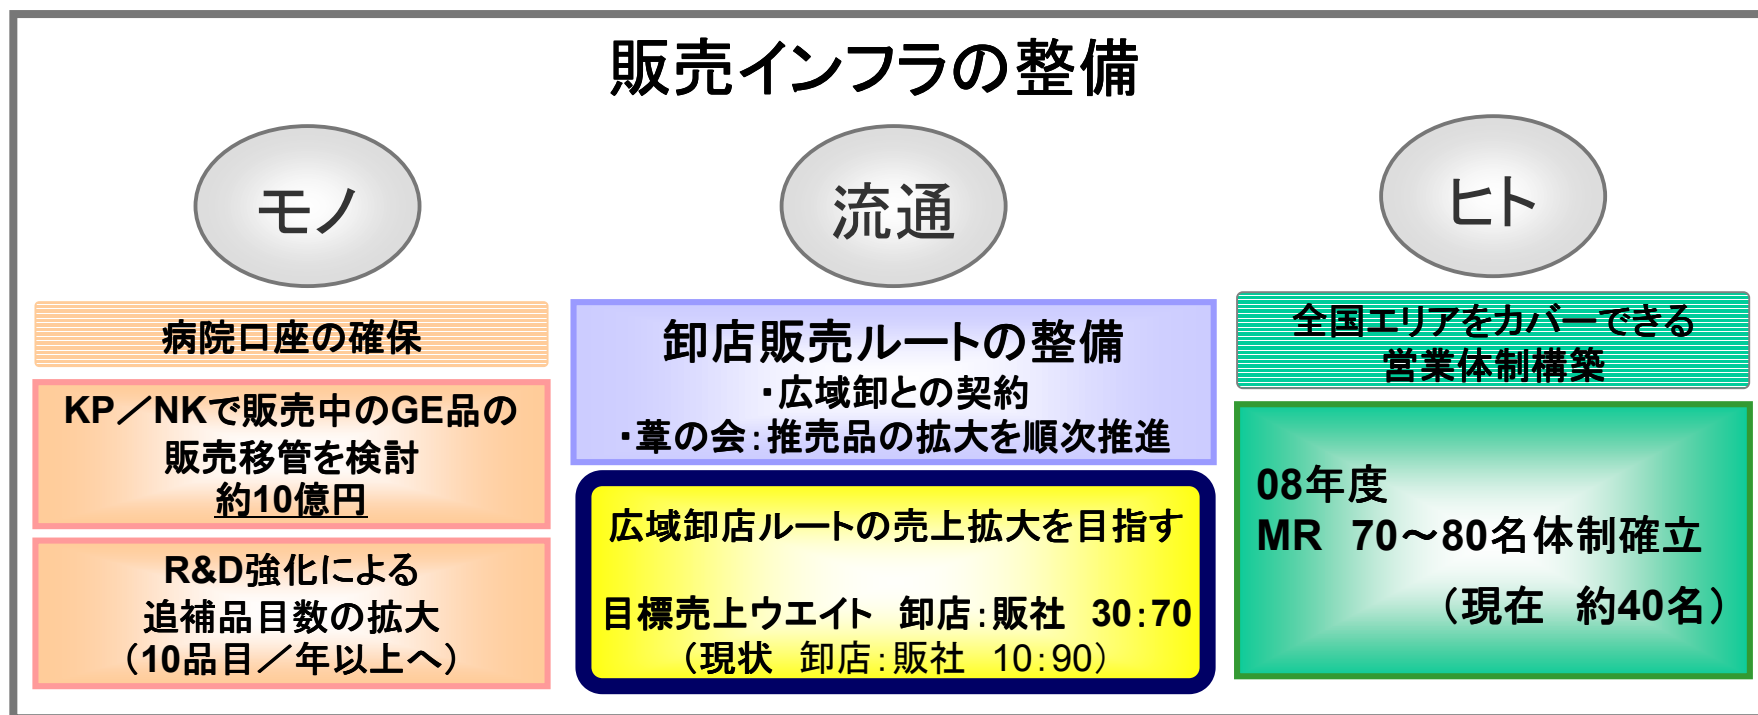 販売インフラの整備
モノ
病院口座の確保
KP／NKで販売中のGE品の
販売移管を検討
約10億円
R&D強化による
追補品目数の拡大
（10品目／年以上へ）
流通
卸店販売ルートの整備
・広域卸との契約
・葦の会：推売品の拡大を順次推進
広域卸店ルートの売上拡大を目指す
目標売上ウエイト　卸店：販社　30：70
（現状　卸店：販社　10：90）
ヒト
全国エリアをカバーできる
営業体制構築
08年度
MR　70～80名体制確立
（現在　約40名）